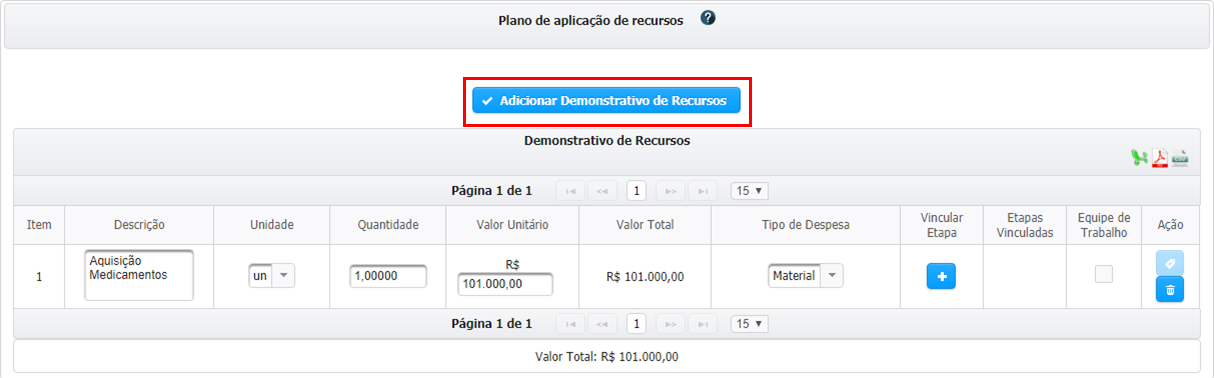 Plano de aplicação de recursos ?
Adicionar Demonstrativo de Recursos
Demonstrativo de Recursos
Página 1 de 1 1 15
Item Descrição Unidade Quantidade Valor Unitário Valor Total Tipo de Despesa Vincular Etapa Etapas Vinculadas Equipe de Trabalho Ação
1 Aquisição Medicamentos un 1,00000 R$ 101.000,00 R$ 101.000,00 Material
Página 1 de 1 1 15
Valor Total: R$ 101.000,00